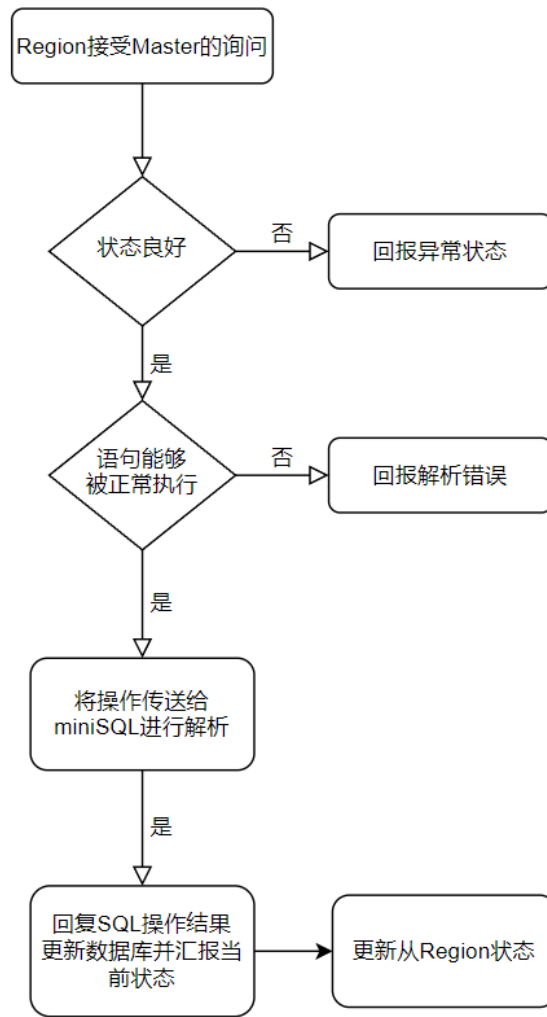 Region接受Master的询问
状态良好
否
回报异常状态
是
语句能够
被正常执行
否
回报解析错误
是
将操作传送给
miniSQL进行解析
是
回复SQL操作结果
更新数据库并汇报当
前状态
更新从Region状态